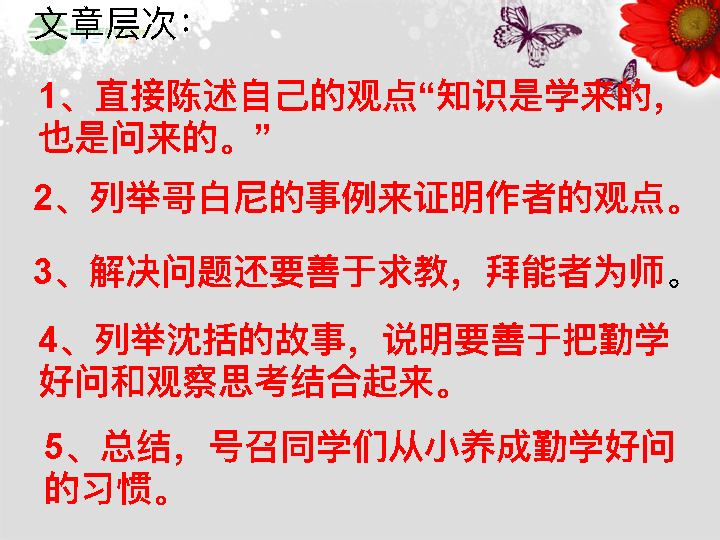 文章层次：
1、直接陈述自己的观点“知识是学来的，
也是问来的。”
2、列举哥白尼的事例来证明作者的观点。
3、解决问题还要善于求教，拜能者为师。
4、列举沈括的故事，说明要善于把勤学
好问和观察思考结合起来。
5、总结，号召同学们从小养成勤学好问
的习惯。